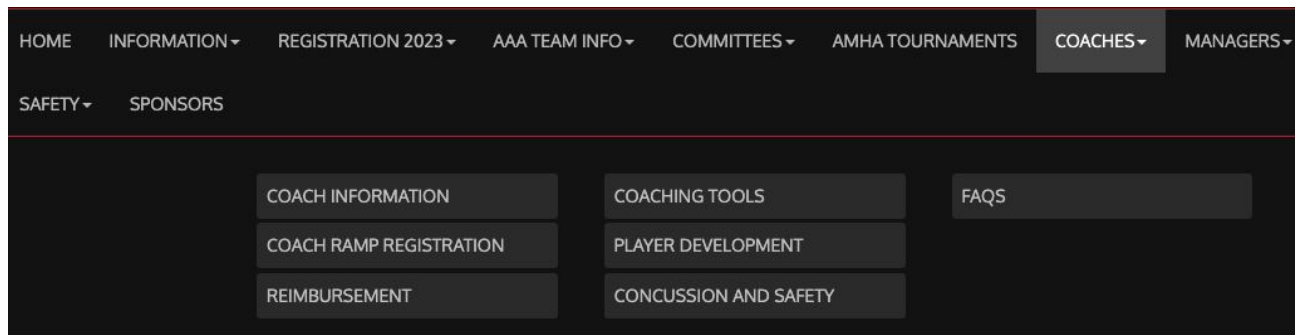 HOME INFORMATION REGISTRATION 2023 AAA TEAM INFO COMMITTEES AMHA TOURNAMENTS COACHES MANAGERS
SAFETY SPONSORS
COACH INFORMATION COACHING TOOLS FAQS
COACH RAMP REGISTRATION PLAYER DEVELOPMENT
REIMBURSEMENT CONCUSSION AND SAFETY